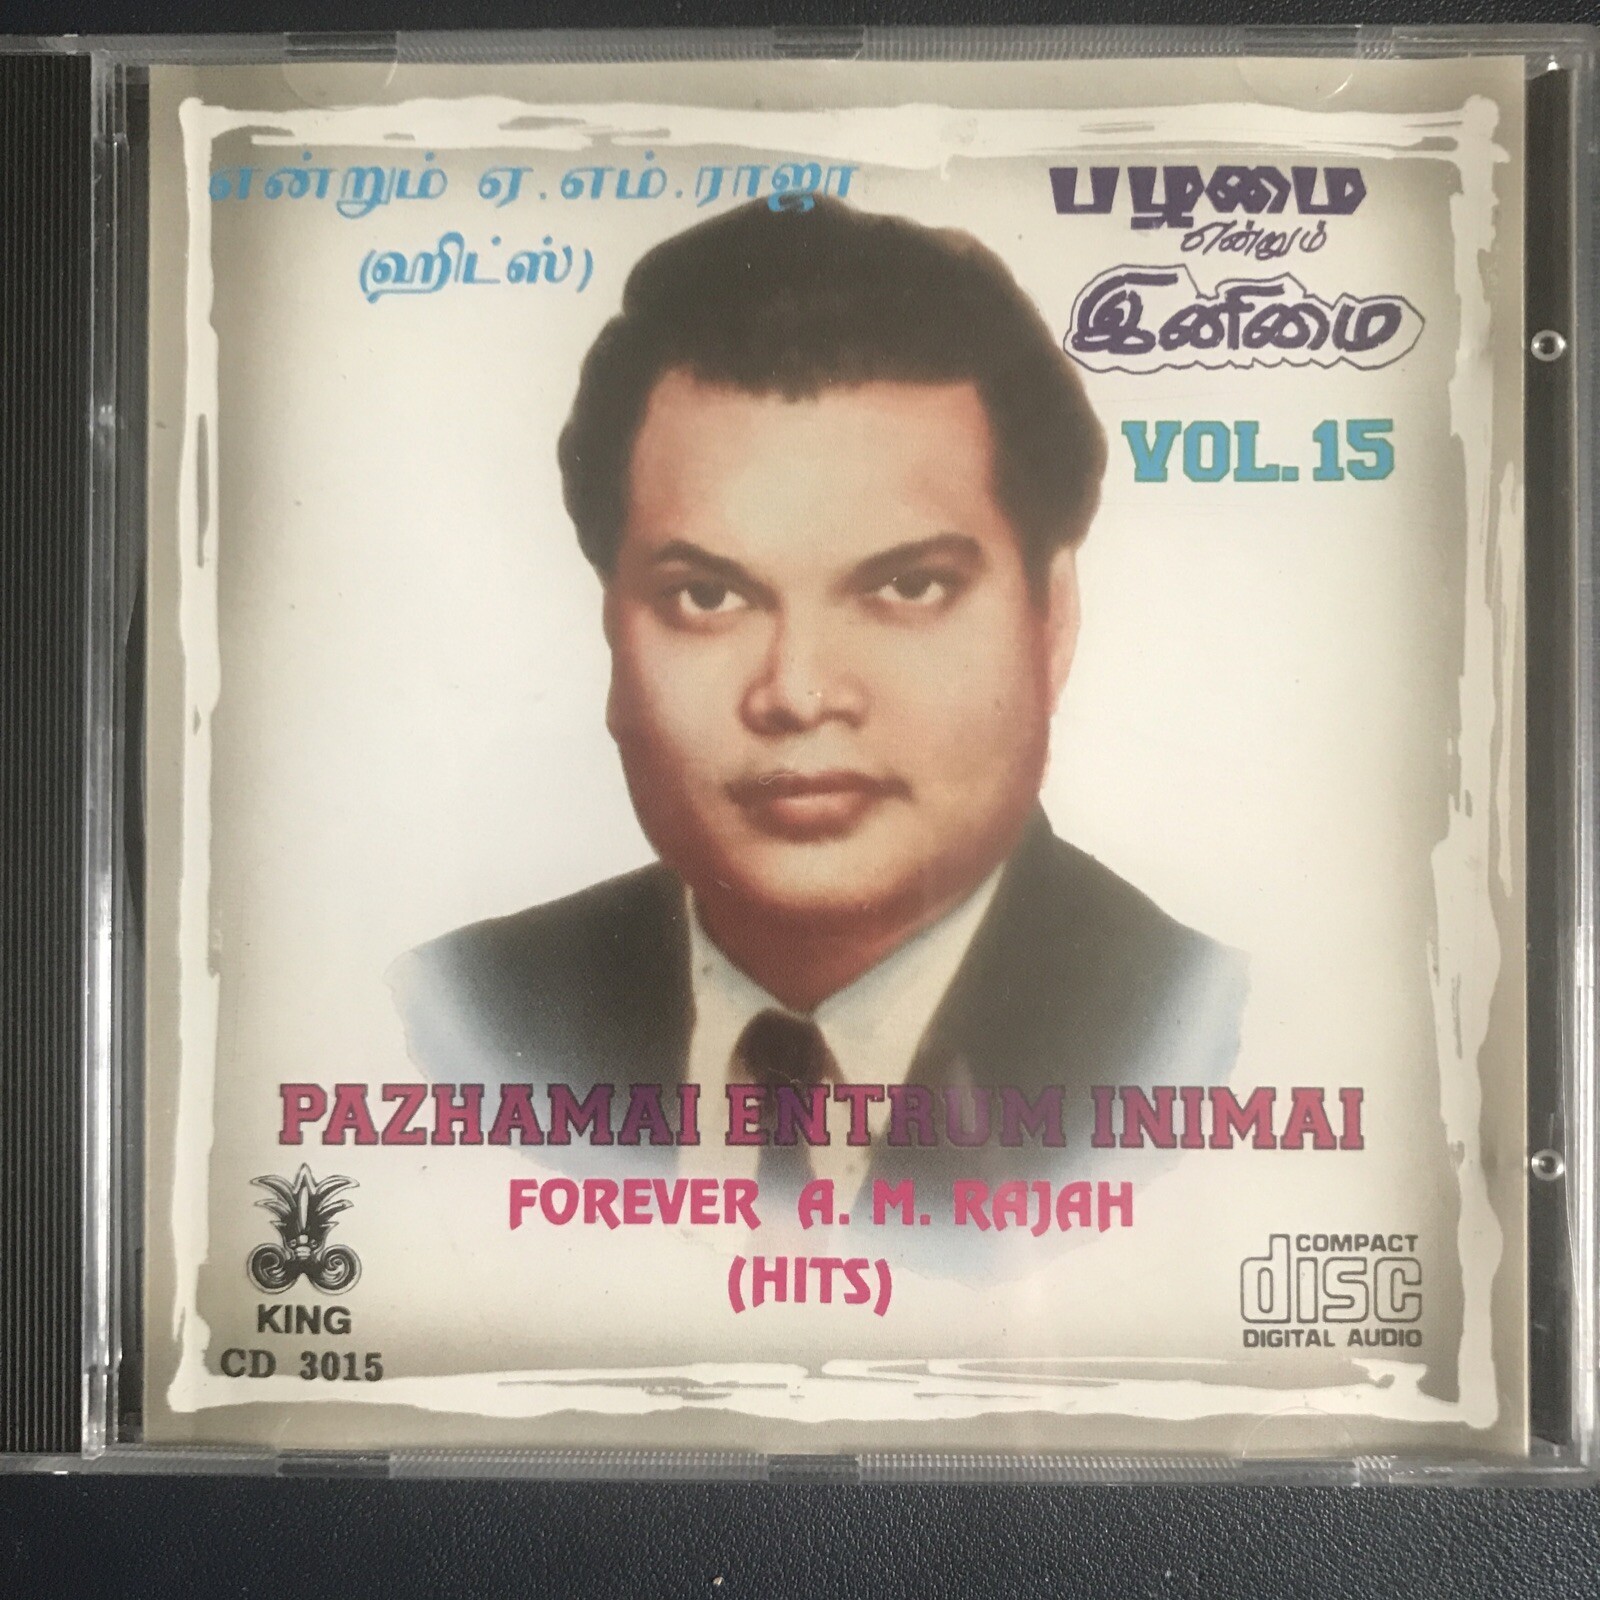 என்றும் ஏ.எம்.ராஜா
(ஹிட்ஸ்)
பழமை
என்றும்
இனிமை
VOL.15
PAZHAMAI ENTRUM INIMAI
FOREVER A. M. RAJAH
(HITS)
KING
CD 3015
COMPACT
disc
DIGITAL AUDIO